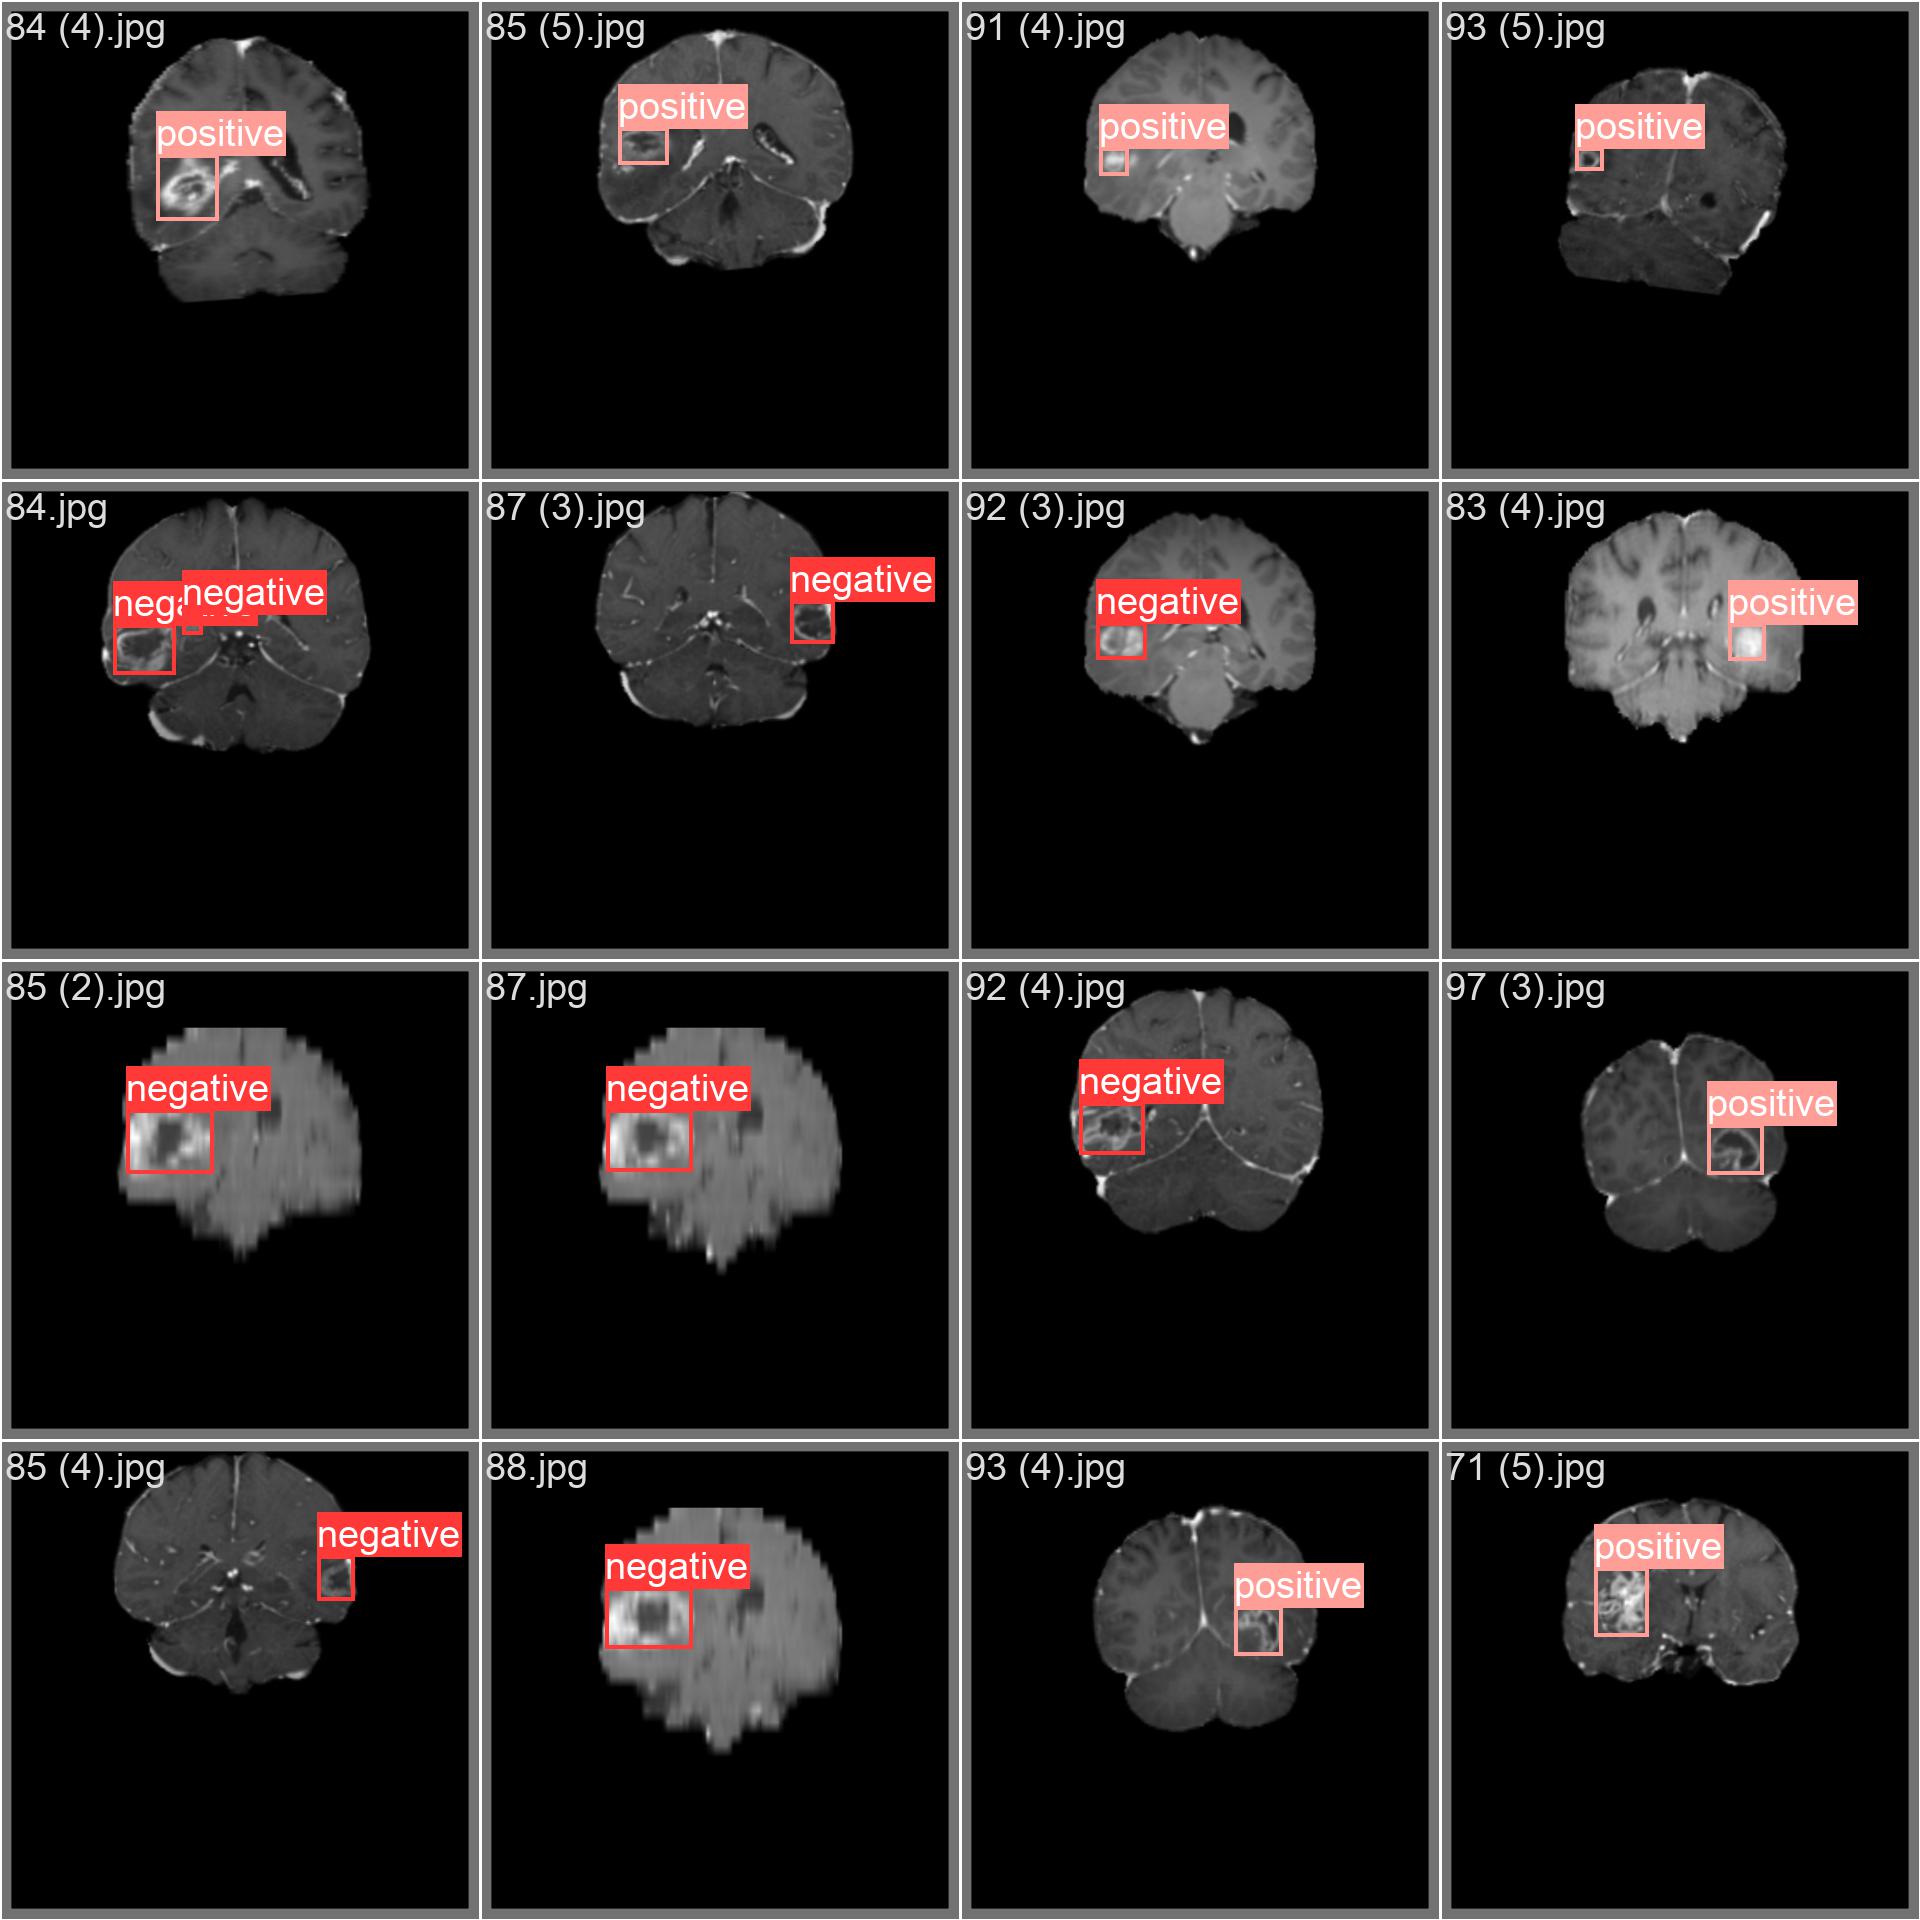 84 (4).jpg
positive
85 (5).jpg
positive
91 (4).jpg
positive
93 (5).jpg
positive
84.jpg
negative
87 (3).jpg
negative
92 (3).jpg
negative
83 (4).jpg
positive
85 (2).jpg
negative
87.jpg
negative
92 (4).jpg
negative
97 (3).jpg
positive
85 (4).jpg
negative
88.jpg
negative
93 (4).jpg
positive
71 (5).jpg
positive